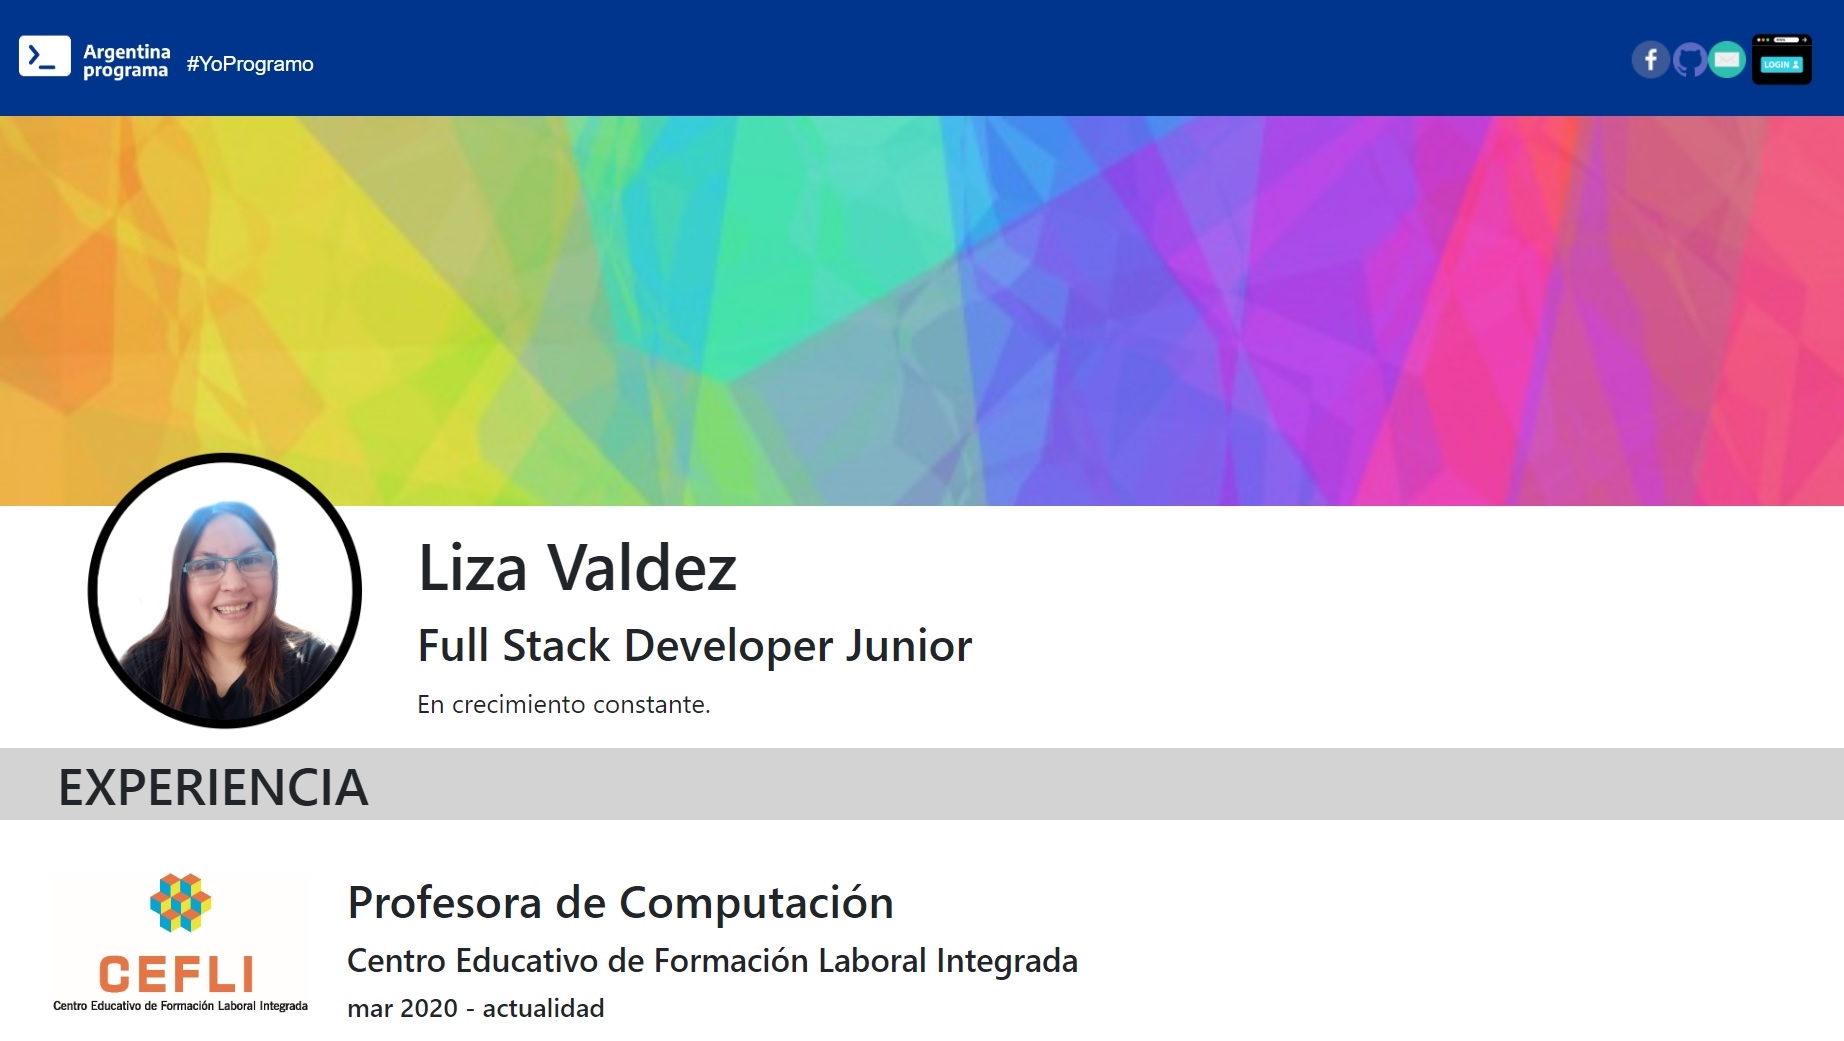 Argentina
programa
#YoProgramo
LOGIN
Liza Valdez
Full Stack Developer Junior
En crecimiento constante.
EXPERIENCIA
CEFLI
Centro Educativo de Formación Laboral Integrada
Profesora de Computación
Centro Educativo de Formación Laboral Integrada
mar 2020 - actualidad